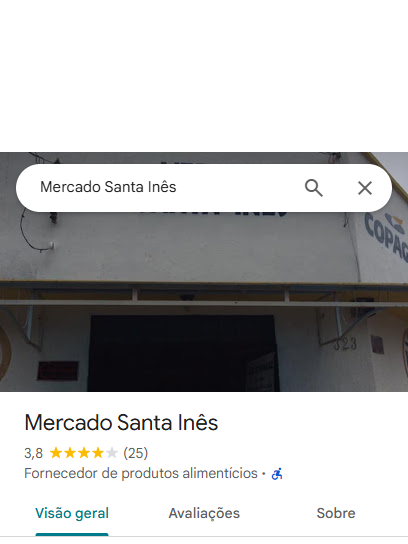 Mercado Santa Inês
COPAG
323
Mercado Santa Inês
3,8 (25)
Fornecedor de produtos alimentícios ·
Visão geral Avaliações Sobre